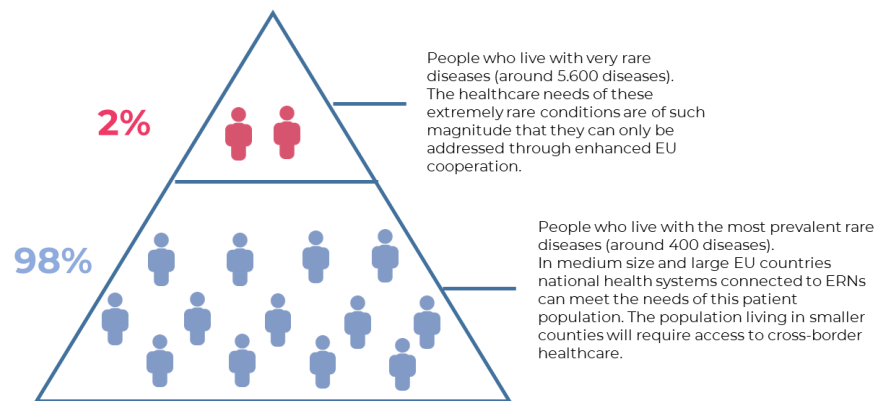 2%
People who live with very rare
diseases (around 5.600 diseases).
The healthcare needs of these
extremely rare conditions are of such
magnitude that they can only be
addressed through enhanced EU
cooperation.
98%
People who live with the most prevalent rare
diseases (around 400 diseases).
In medium size and large EU countries
national health systems connected to ERNs
can meet the needs of this patient
population. The population living in smaller
counties will require access to cross-border
healthcare.